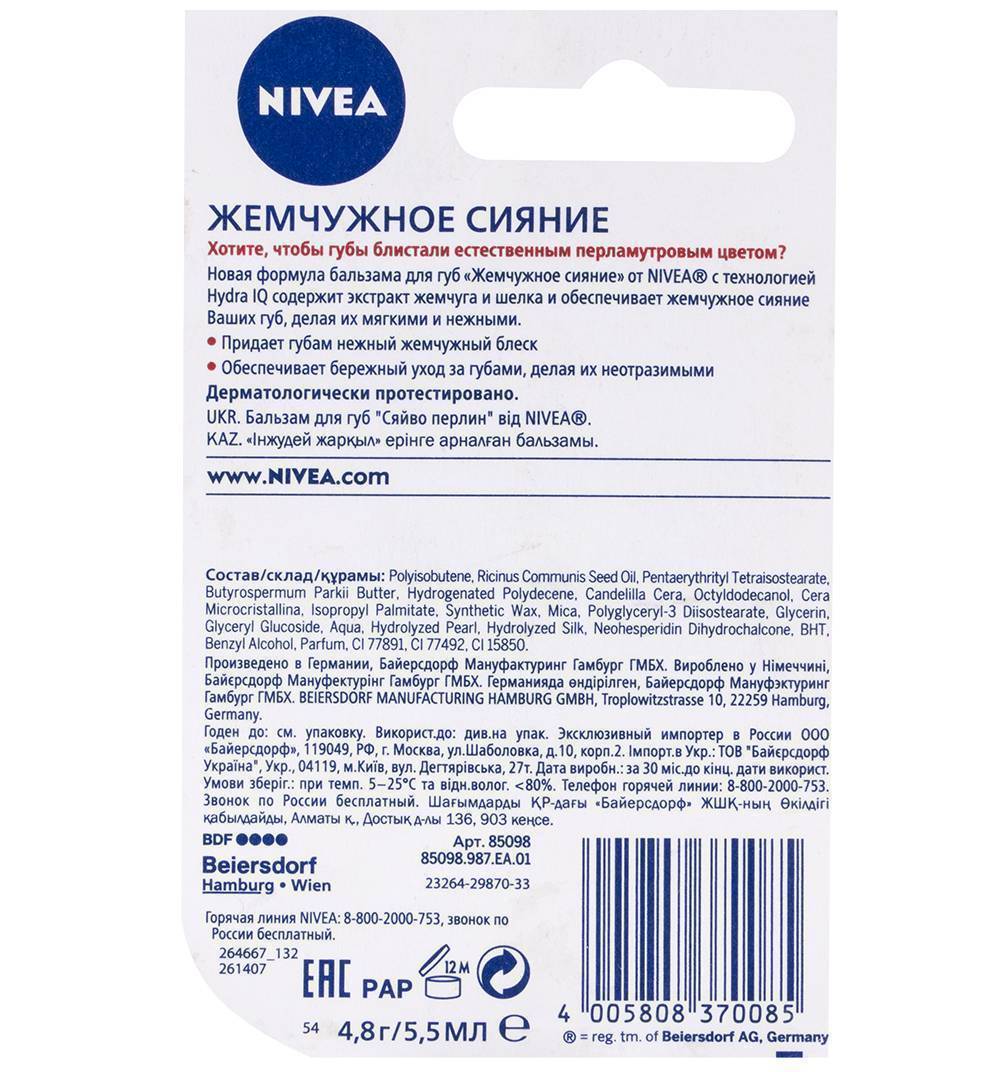 NIVEA
ЖЕМЧУЖНОЕ СИЯНИЕ
Хотите, чтобы губы блистали естественным перламутровым цветом?
Новая формула бальзама для губ «Жемчужное сияние» от NIVEA® с технологией
Hydra IQ содержит экстракт жемчуга и шелка и обеспечивает жемчужное сияние
Ваших губ, делая их мягкими и нежными.
• Придает губам нежный жемчужный блеск
• Обеспечивает бережный уход за губами, делая их неотразимыми
Дерматологически протестировано.
UKR. Бальзам для губ "Сяйво перлин" від NIVEA®.
KAZ. «Інжудей жарқыл» ерінге арналған бальзамы.
www.NIVEA.com
Состав/склад/құрамы: Polyisobutene, Ricinus Communis Seed Oil, Pentaerythrityl Tetraisostearate,
Butyrospermum Parkii Butter, Hydrogenated Polydecene, Candelilla Cera, Octyldodecanol, Cera
Microcristallina, Isopropyl Palmitate, Synthetic Wax, Mica, Polyglyceryl-3 Diisostearate, Glycerin,
Glyceryl Glucoside, Aqua, Hydrolyzed Pearl, Hydrolyzed Silk, Neohesperidin Dihydrochalcone, BHT,
Benzyl Alcohol, Parfum, CI 77891, CI 77492, CI 15850.
Произведено в Германии, Байерсдорф Мануфактуринг Гамбург ГМБХ. Вироблено у Німеччині,
Байєрсдорф Мануфектурінг Гамбург ГМБХ. Германияда өндірілген, Байерсдорф Мануфэктуринг
Гамбург ГМБХ. BEIERSDORF MANUFACTURING HAMBURG GMBH, Troplowitzstrasse 10, 22259 Hamburg,
Germany.
Годен до: см. упаковку. Використ.до: див.на упак. Эксклюзивный импортер в России ООО
«Байерсдорф», 119049, РФ, г. Москва, ул.Шаболовка, д.10, корп.2. Імпорт.в Укр.: ТОВ "Байєрсдорф
Україна", Укр., 04119, м.Київ, вул. Дегтярівська, 27т. Дата виробн.: за 30 міс.до кінц. дати використ.
Умови зберіг.: при темп. 5–25°C та відн.волог. <80%. Телефон горячей линии: 8-800-2000-753.
Звонок по России бесплатный. Шағымдарды ҚР-дағы «Байерсдорф» ЖШҚ-ның Өкілдігі
қабылдайды, Алматы қ., Достық д-лы 136, 903 кеңсе.
BDF ●●●●
Beiersdorf
Hamburg • Wien
Арт. 85098
85098.987.EA.01
23264-29870-33
Горячая линия NIVEA: 8-800-2000-753, звонок по
России бесплатный.
264667_132
261407
EAC PAP 12 M
54 4,8 г/5,5 МЛ e
4 005808 370085
® = reg. tm. of Beiersdorf AG, Germany